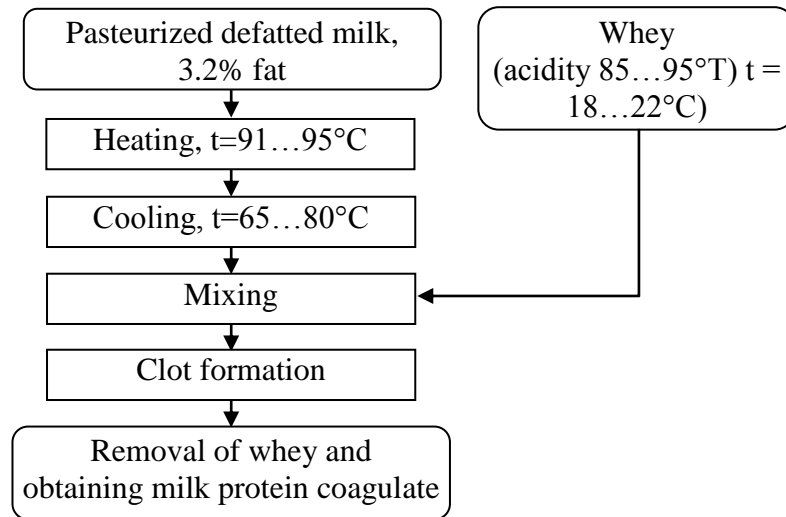 Pasteurized defatted milk,
3.2% fat
Whey
(acidity 85…95°T) t =
18…22°C)
Heating, t=91…95°C
Cooling, t=65…80°C
Mixing
Clot formation
Removal of whey and
obtaining milk protein coagulate